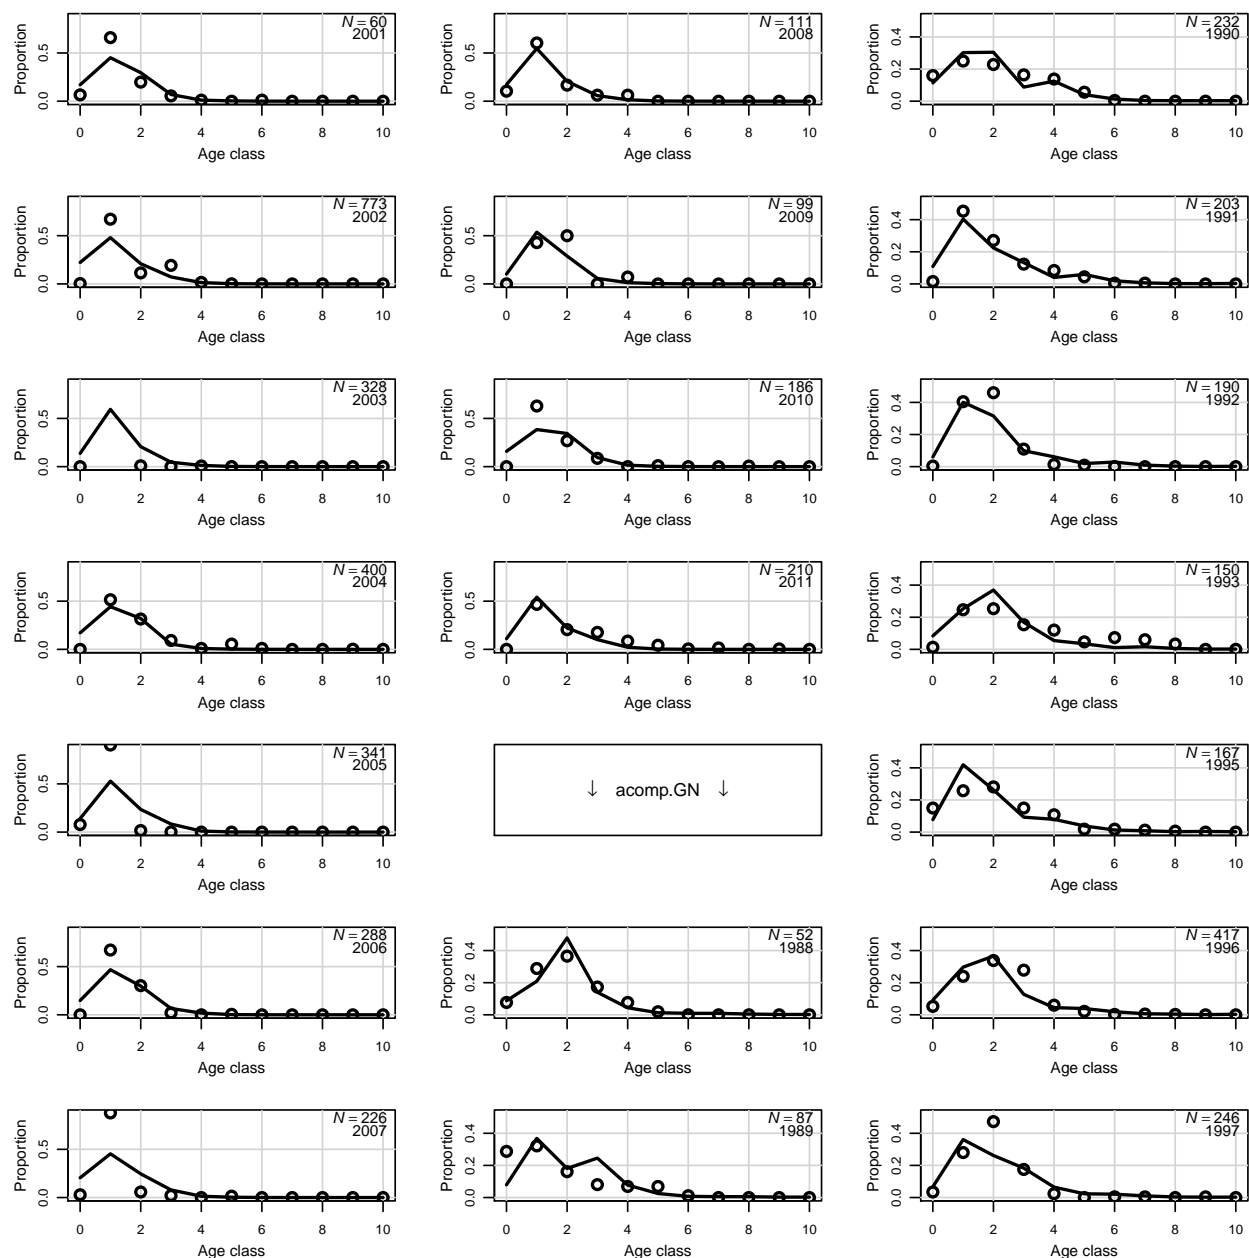 N = 60
2001
Proportion
0.5
0.0
0 2 4 6 8 10
Age class
N = 773
2002
Proportion
0.5
0.0
0 2 4 6 8 10
Age class
N = 328
2003
Proportion
0.5
0.0
0 2 4 6 8 10
Age class
N = 400
2004
Proportion
0.5
0.0
0 2 4 6 8 10
Age class
N = 341
2005
Proportion
0.5
0.0
0 2 4 6 8 10
Age class
N = 288
2006
Proportion
0.5
0.0
0 2 4 6 8 10
Age class
N = 226
2007
Proportion
0.5
0.0
0 2 4 6 8 10
Age class
N = 111
2008
Proportion
0.5
0.0
0 2 4 6 8 10
Age class
N = 99
2009
Proportion
0.5
0.0
0 2 4 6 8 10
Age class
N = 186
2010
Proportion
0.5
0.0
0 2 4 6 8 10
Age class
N = 210
2011
Proportion
0.5
0.0
0 2 4 6 8 10
Age class
↓ acomp.GN ↓
N = 52
1988
Proportion
0.4
0.2
0.0
0 2 4 6 8 10
Age class
N = 87
1989
Proportion
0.4
0.2
0.0
0 2 4 6 8 10
Age class
N = 232
1990
Proportion
0.4
0.2
0.0
0 2 4 6 8 10
Age class
N = 203
1991
Proportion
0.4
0.2
0.0
0 2 4 6 8 10
Age class
N = 190
1992
Proportion
0.4
0.2
0.0
0 2 4 6 8 10
Age class
N = 150
1993
Proportion
0.4
0.2
0.0
0 2 4 6 8 10
Age class
N = 167
1995
Proportion
0.4
0.2
0.0
0 2 4 6 8 10
Age class
N = 417
1996
Proportion
0.4
0.2
0.0
0 2 4 6 8 10
Age class
N = 246
1997
Proportion
0.4
0.2
0.0
0 2 4 6 8 10
Age class